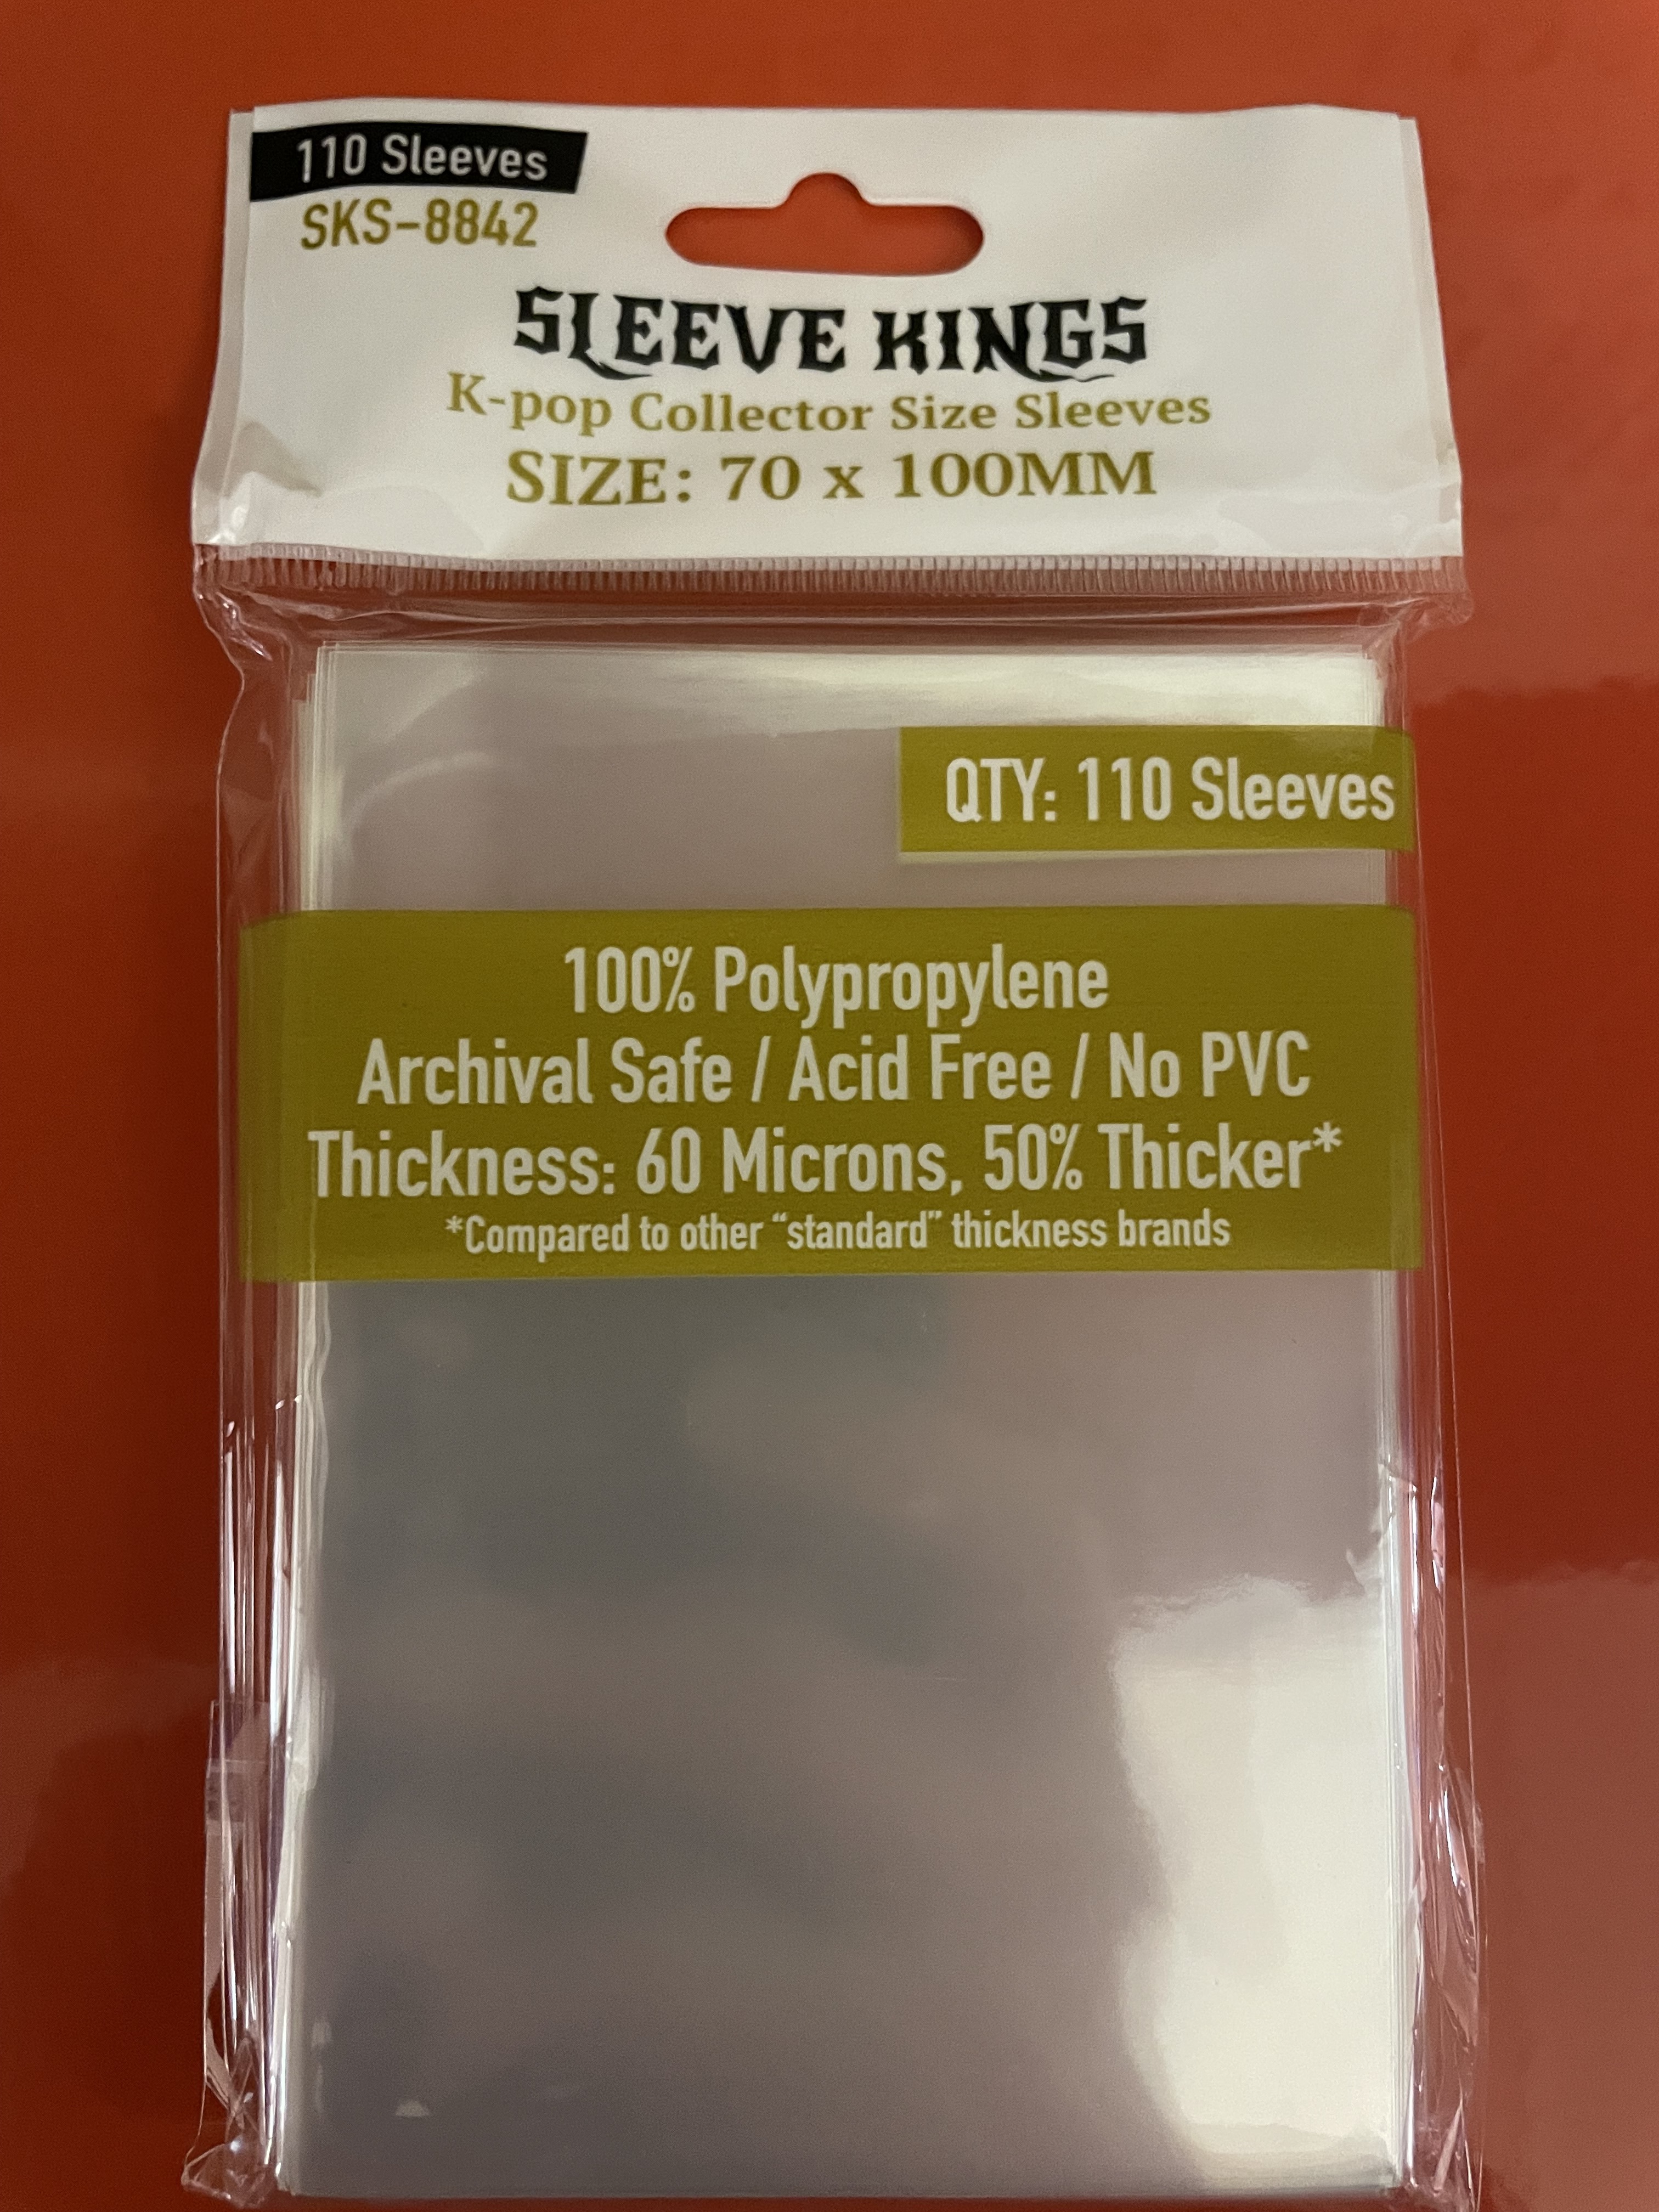 110 Sleeves
SKS-8842
SLEEVE KINGS
K-pop Collector Size Sleeves
SIZE: 70 x 100MM
QTY: 110 Sleeves
100% Polypropylene
Archival Safe / Acid Free / No PVC
Thickness: 60 Microns, 50% Thicker*
*Compared to other “standard” thickness brands